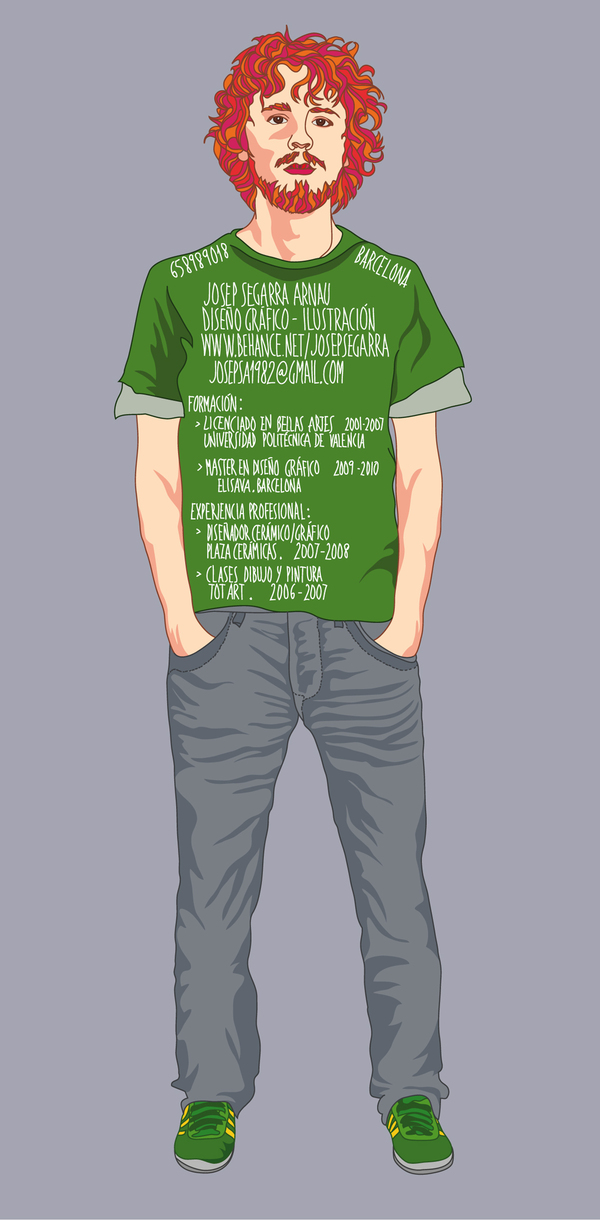 658989018
BARCELONA
JOSEP SEGARRA ARNAU
DISEÑO GRÁFICO - ILUSTRACIÓN
WWW.BEHANCE.NET/JOSEPSEGARRA
JOSEPSA1982@GMAIL.COM
FORMACIÓN:
> LICENCIADO EN BELLAS ARTES 2001-2007
UNIVERSIDAD POLITÉCNICA DE VALENCIA
> MASTER EN DISEÑO GRÁFICO 2009-2010
ELISAVA. BARCELONA
EXPERIENCIA PROFESIONAL:
> DISEÑADOR CERÁMICO/GRÁFICO
PLAZA CERÁMICAS. 2007-2008
> CLASES DIBUJO Y PINTURA
TOT ART. 2006-2007